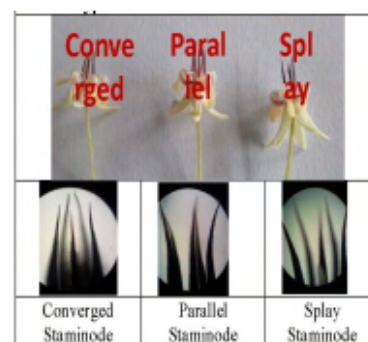 Conve
rged
Paral
lel
Spl
ay
Converged
Staminode
Parallel
Staminode
Splay
Staminode